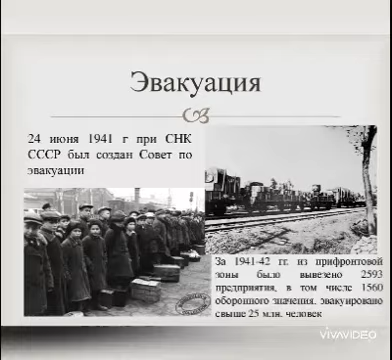 Эвакуация
24 июня 1941 г при СНК
СССР был создан Совет по
эвакуации
За 1941-42 гг. из прифронтовой
зоны было вывезено 2593
предприятия, в том числе 1560
оборонного значения, эвакуировано
свыше 25 млн. человек
VIVAVIDEO